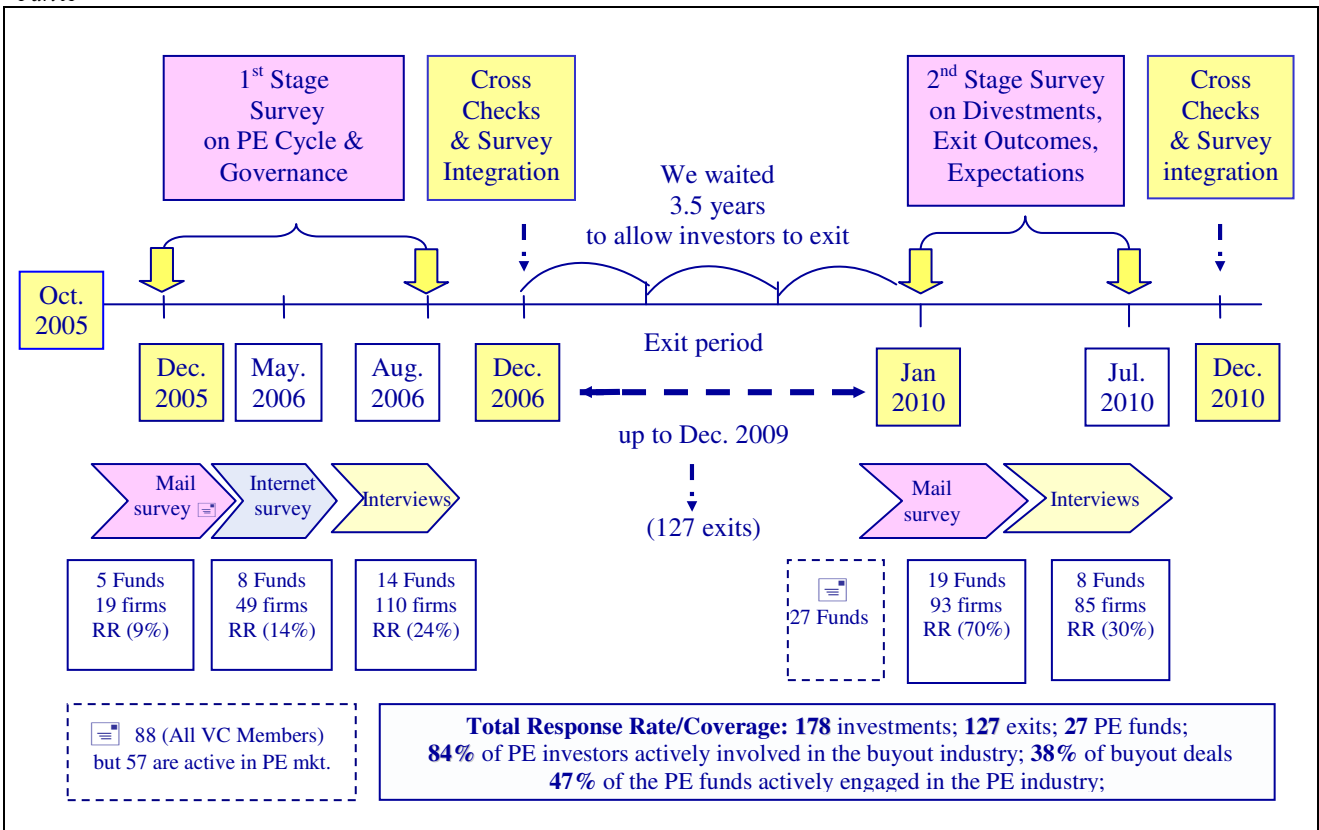 1st Stage
Survey
on PE Cycle &
Governance
Cross
Checks
& Survey
Integration
We waited
3.5 years
to allow investors to exit
2nd Stage Survey
on Divestments,
Exit Outcomes,
Expectations
Cross
Checks
& Survey
integration
Oct.
2005
Dec.
2005
May.
2006
Aug.
2006
Dec.
2006
Exit period
up to Dec. 2009
(127 exits)
Jan
2010
Jul.
2010
Dec.
2010
Mail
survey
Internet
survey
Interviews
Mail
survey
Interviews
5 Funds
19 firms
RR (9%)
8 Funds
49 firms
RR (14%)
14 Funds
110 firms
RR (24%)
27 Funds
19 Funds
93 firms
RR (70%)
8 Funds
85 firms
RR (30%)
88 (All VC Members)
but 57 are active in PE mkt.
Total Response Rate/Coverage: 178 investments; 127 exits; 27 PE funds;
84% of PE investors actively involved in the buyout industry; 38% of buyout deals
47% of the PE funds actively engaged in the PE industry;